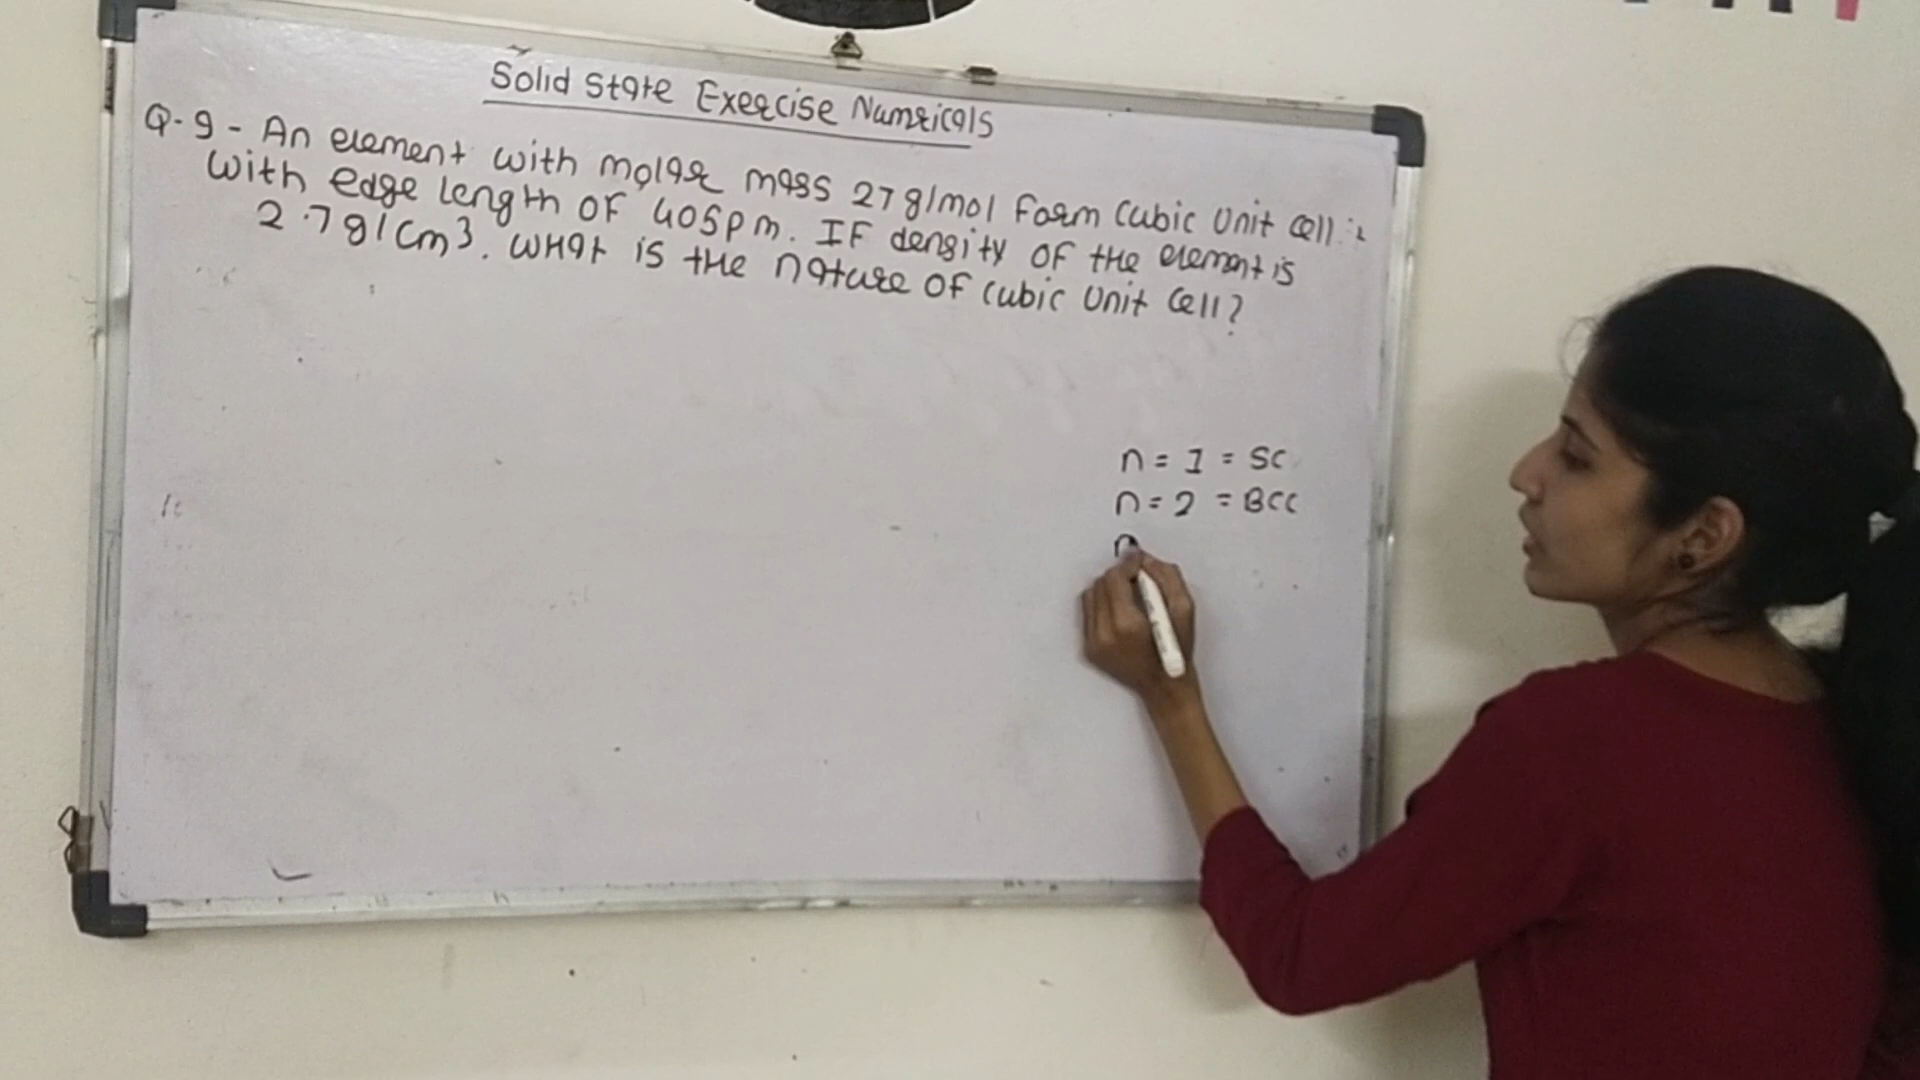 Solid State Exercise Numericals
Q-9- An element with molar mass 27 g/mol form cubic unit cell
with edge length of 405pm. If density of the element is
2.7 g/cm3. What is the nature of cubic unit cell?
n = 1 = SC
n = 2 = BCC
n